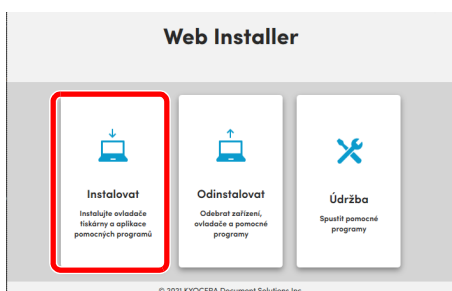 Web Installer
Instalovat
Instalujte ovladače
tiskárny a aplikace
pomocných programů
Odinstalovat
Odebrat zařízení,
ovladače a pomocné
programy
Údržba
Spustit pomocné
programy
© 2021 KYOCERA Document Solutions Inc.